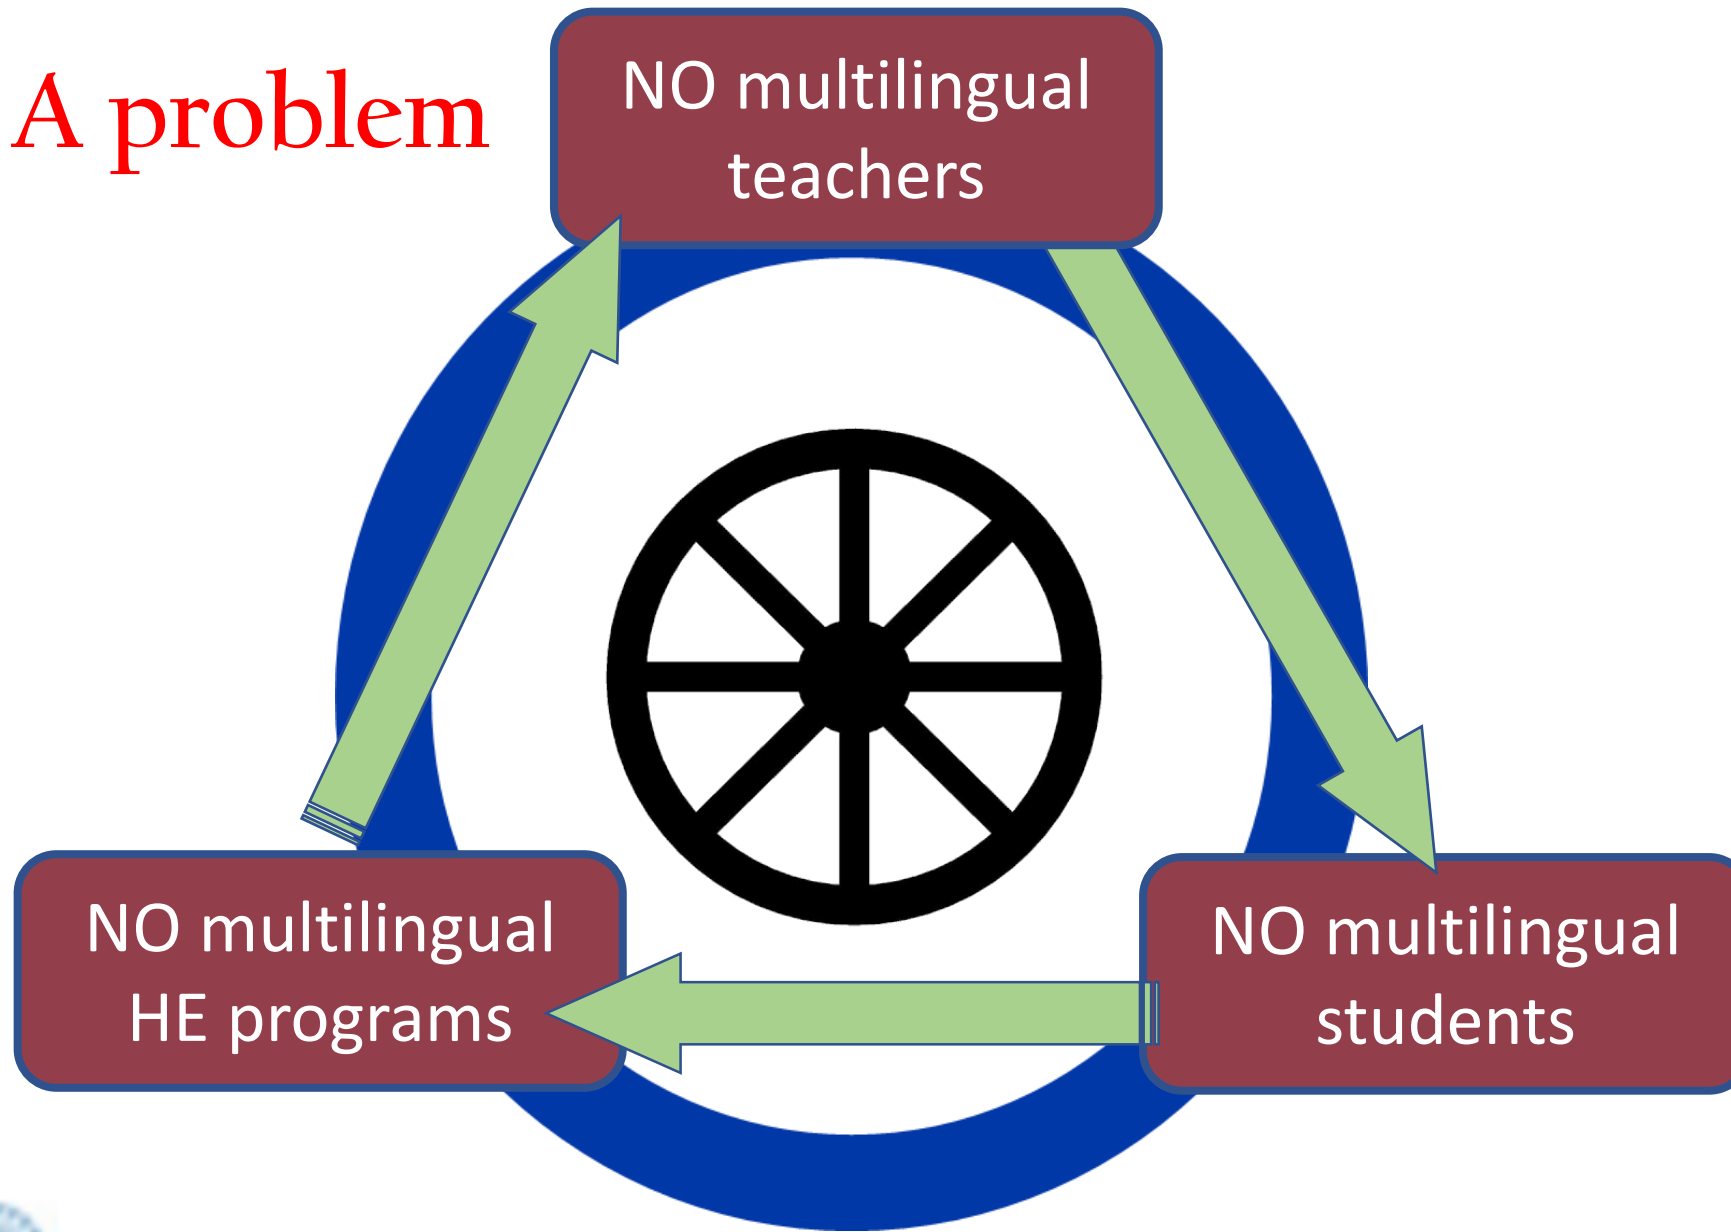 A problem
NO multilingual
teachers
NO multilingual
HE programs
NO multilingual
students